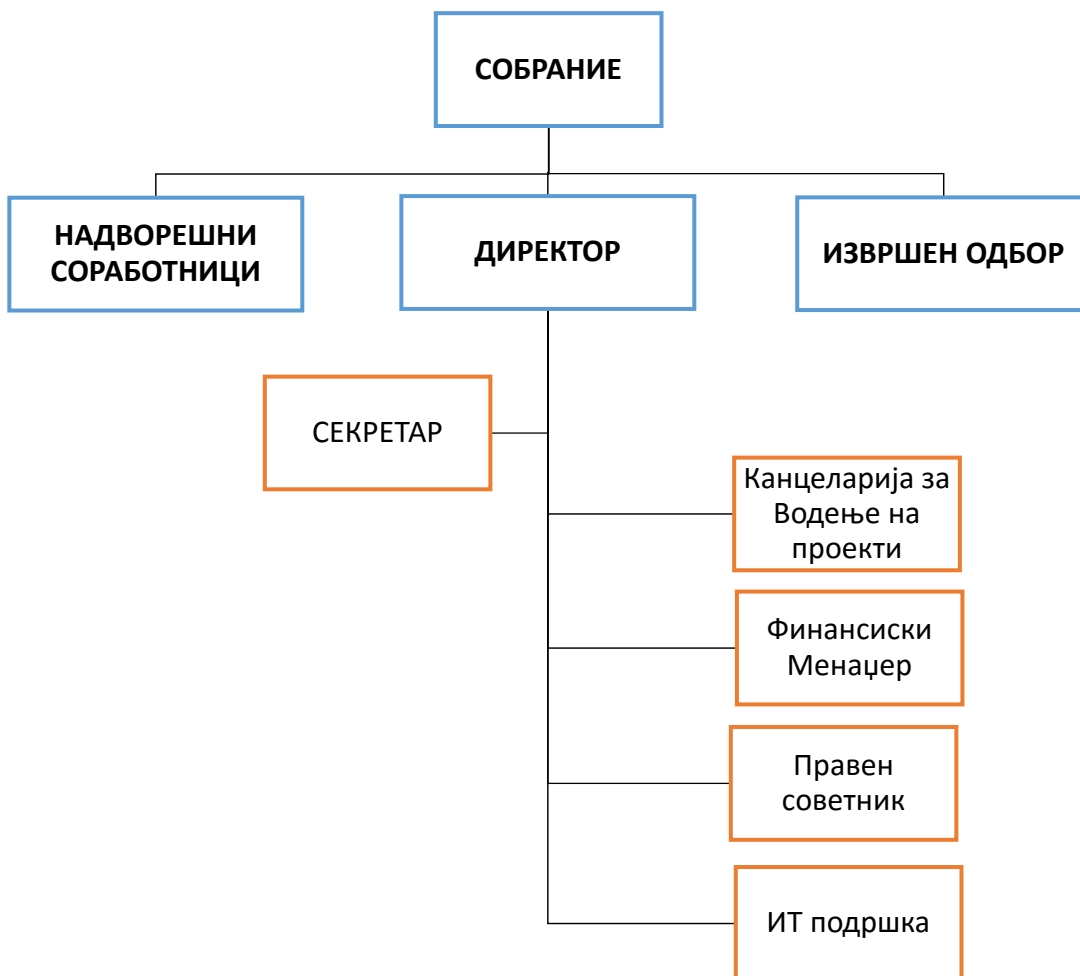 СОБРАНИЕ
НАДВОРЕШНИ
СОРАБОТНИЦИ
ДИРЕКТОР
ИЗВРШЕН ОДБОР
СЕКРЕТАР
Канцеларија за
Водење на
проекти
Финансиски
Менаџер
Правен
советник
ИТ подршка